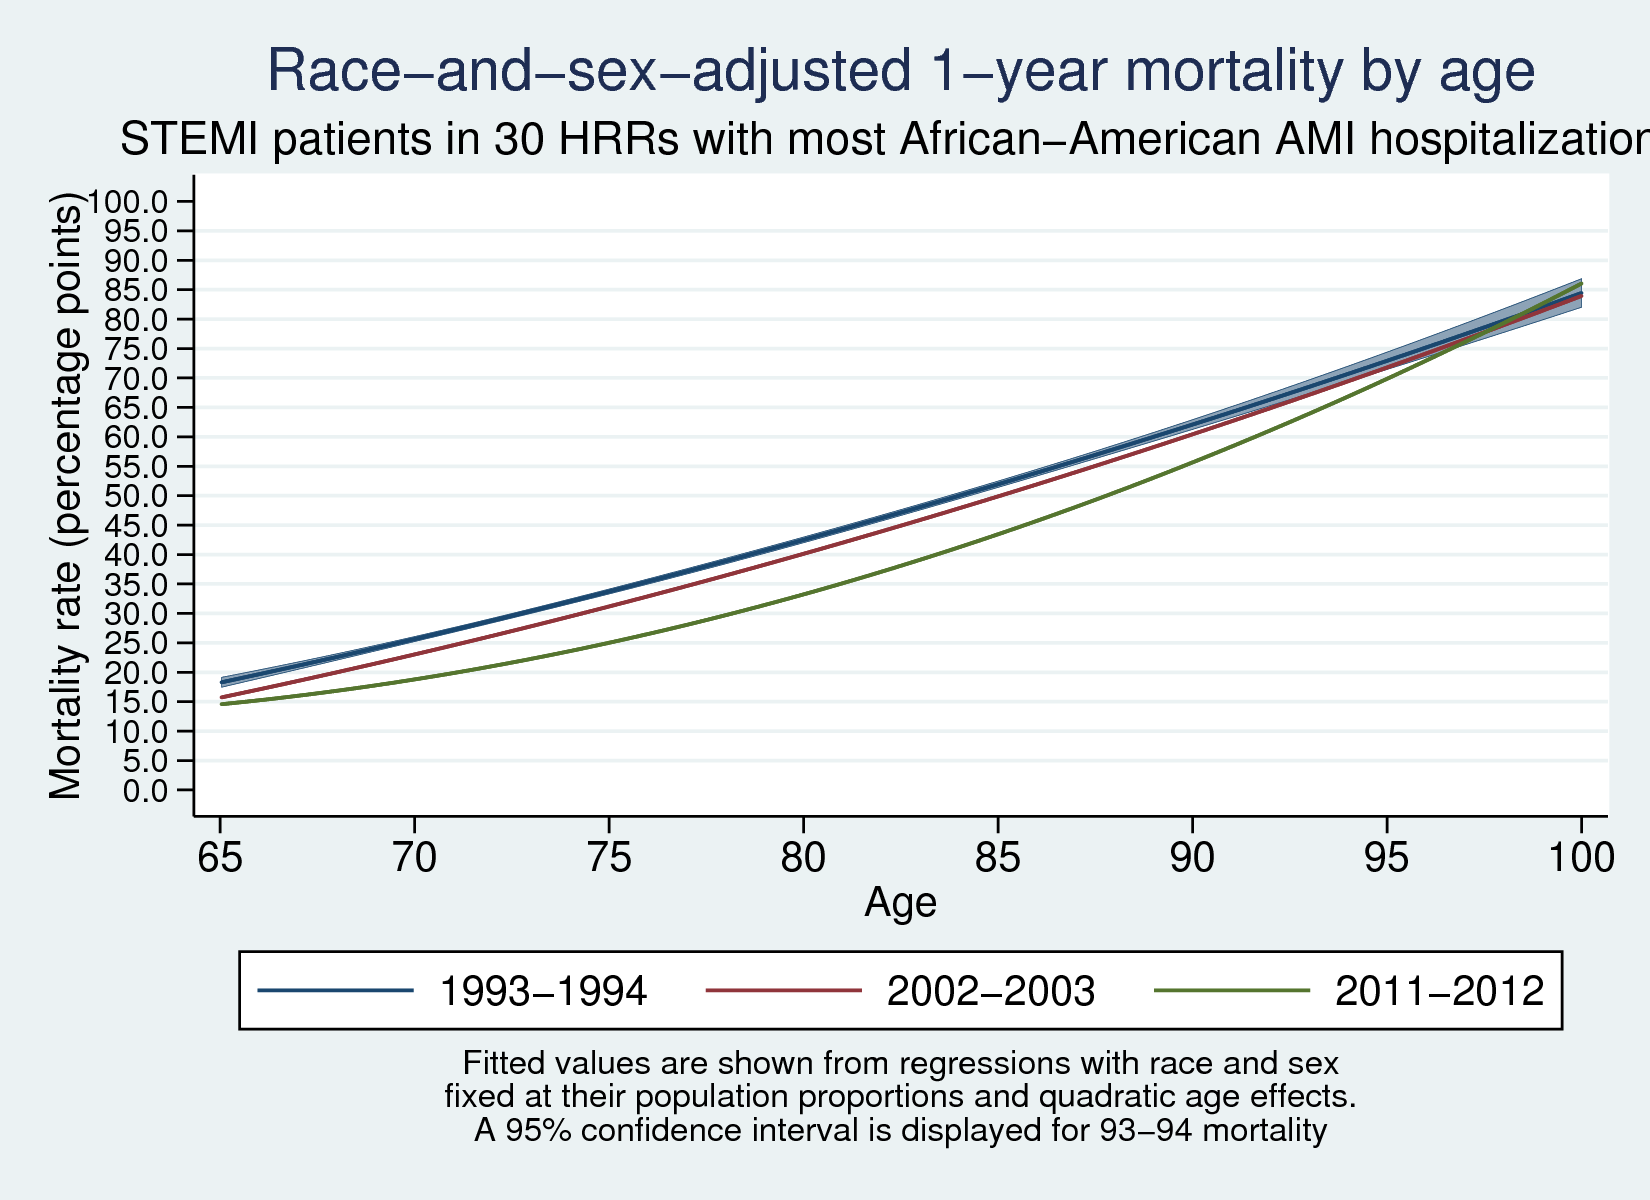 Race−and−sex−adjusted 1−year mortality by age
STEMI patients in 30 HRRs with most African−American AMI hospitalization
Mortality rate (percentage points)
100.0
95.0
90.0
85.0
80.0
75.0
70.0
65.0
60.0
55.0
50.0
45.0
40.0
35.0
30.0
25.0
20.0
15.0
10.0
5.0
0.0
65 70 75 80 85 90 95 100
Age
1993−1994 2002−2003 2011−2012
Fitted values are shown from regressions with race and sex
fixed at their population proportions and quadratic age effects.
A 95% confidence interval is displayed for 93−94 mortality